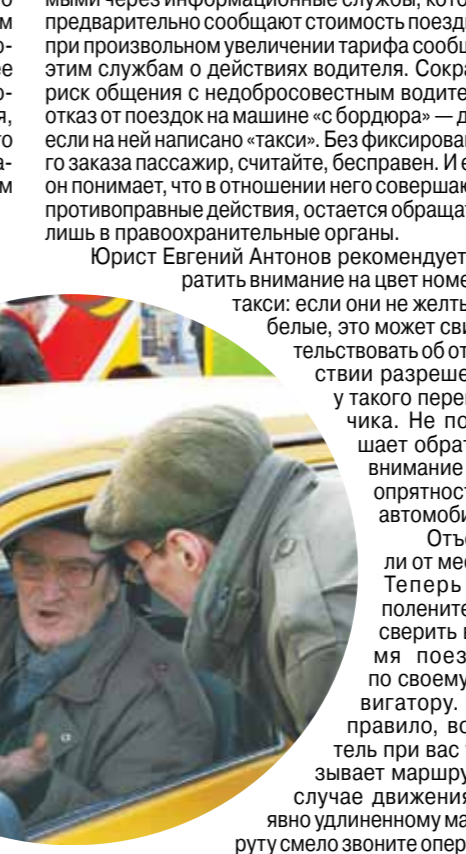 мыми через информационные службы, кото
предварительно сообщают стоимость поезд
при произвольном увеличении тарифа сообщ
этим службам о действиях водителя. Сокра
риск общения с недобросовестным водите
отказ от поездок на машине «с бордюра» — д
если на ней написано «такси». Без фиксирован
го заказа пассажир, считайте, бесправен. И е
он понимает, что в отношении него совершаю
противоправные действия, остается обращат
лишь в правоохранительные органы.
Юрист Евгений Антонов рекомендует
ратить внимание на цвет номе
такси: если они не желты
белые, это может сви
тельствовать об от
ствии разреше
у такого перев
чика. Не по
шает обрат
внимание
опрятност
автомоби
Отъе
ли от мес
Теперь
полените
сверить в
мя поез
по своему
вигатору.
правило, во
тель при вас
зывает маршру
случае движения
явно удлиненному ма
руту смело звоните опер